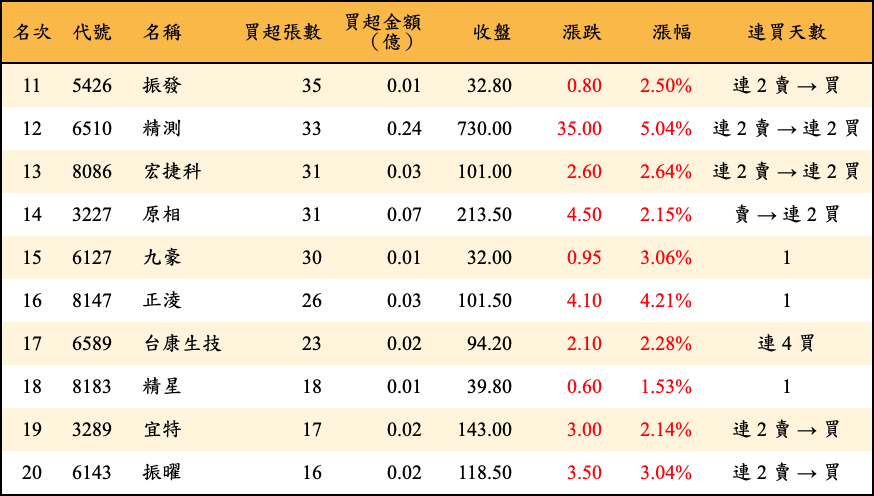 名次 代號 名稱 買超張數 買超金額（億） 收盤 漲跌 漲幅 連買天數
11 5426 振發 35 0.01 32.80 0.80 2.50% 連 2 賣 → 買
12 6510 精測 33 0.24 730.00 35.00 5.04% 連 2 賣 → 連 2 買
13 8086 宏捷科 31 0.03 101.00 2.60 2.64% 連 2 賣 → 連 2 買
14 3227 原相 31 0.07 213.50 4.50 2.15% 賣 → 連 2 買
15 6127 九豪 30 0.01 32.00 0.95 3.06% 1
16 8147 正淩 26 0.03 101.50 4.10 4.21% 1
17 6589 台康生技 23 0.02 94.20 2.10 2.28% 連 4 買
18 8183 精星 18 0.01 39.80 0.60 1.53% 1
19 3289 宜特 17 0.02 143.00 3.00 2.14% 連 2 賣 → 買
20 6143 振曜 16 0.02 118.50 3.50 3.04% 連 2 賣 → 買